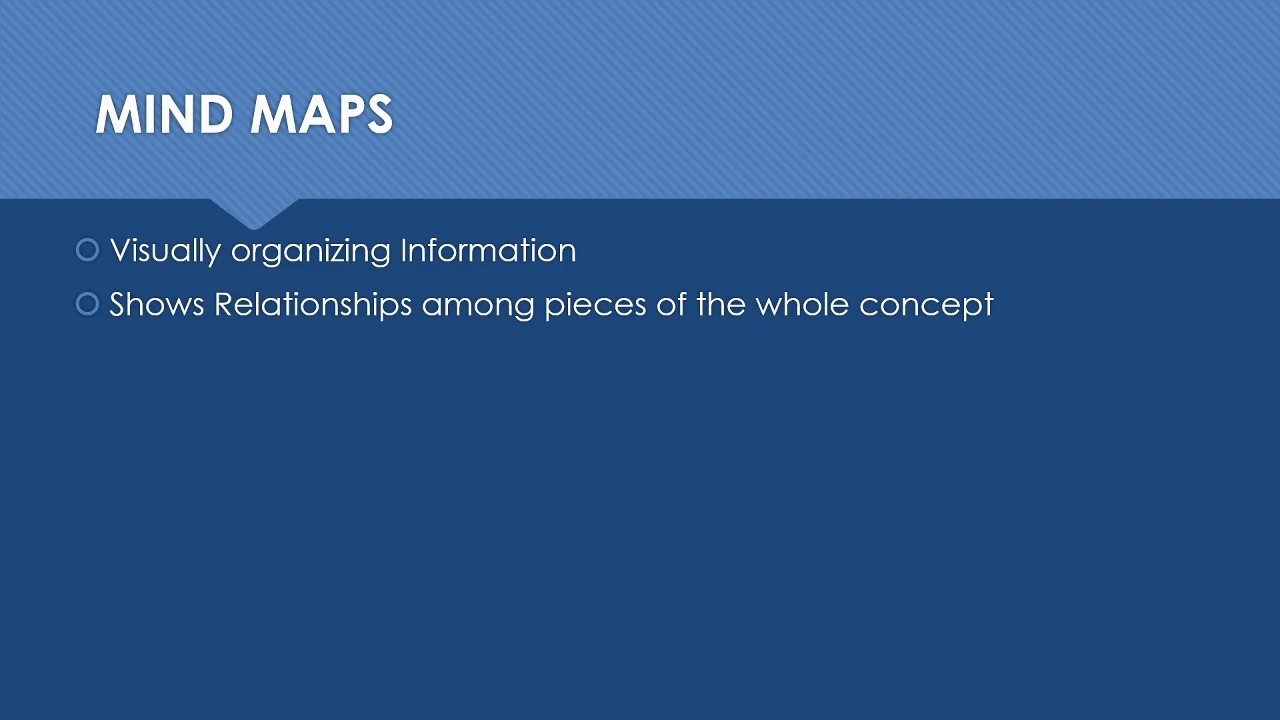 MIND MAPS
Visually organizing Information
Shows Relationships among pieces of the whole concept